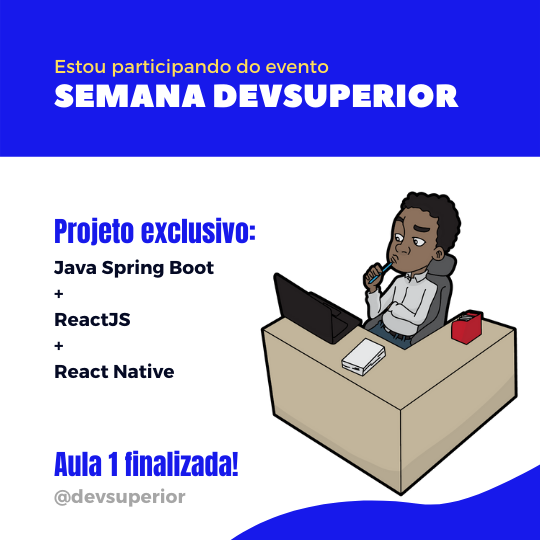 Estou participando do evento
SEMANA DEVSUPERIOR
Projeto exclusivo:
Java Spring Boot
+
ReactJS
+
React Native
Aula 1 finalizada!
@devsuperior